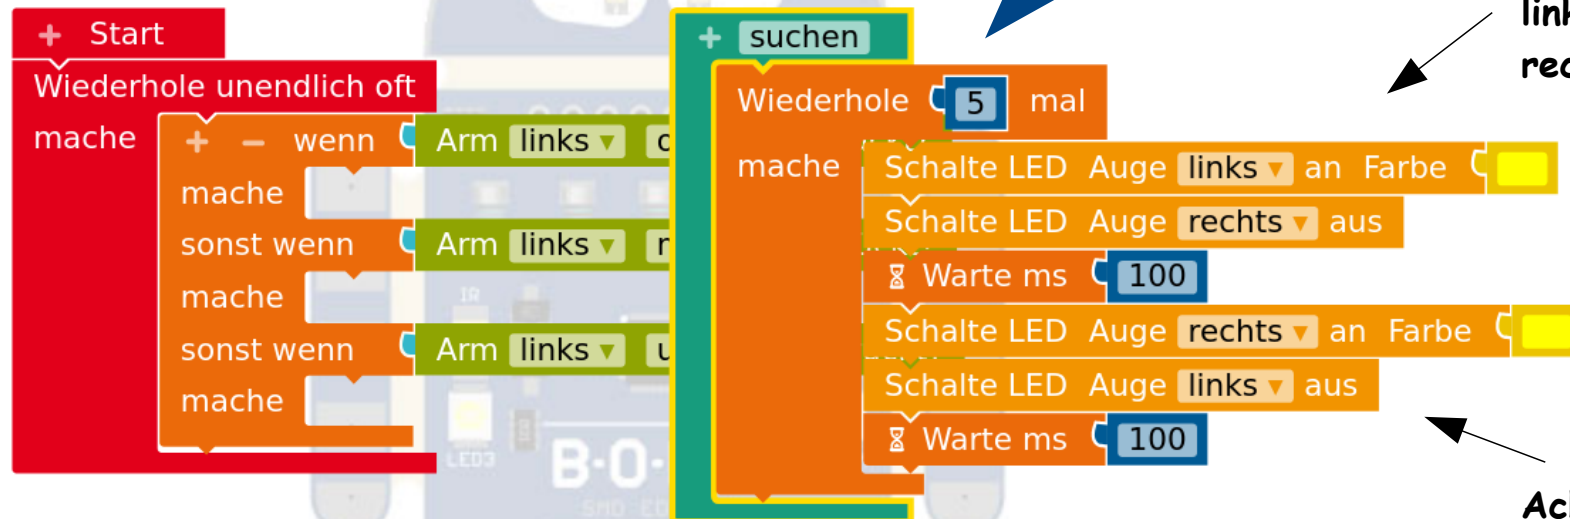 + Start
Wiederhole unendlich oft
mache
+ − wenn Arm links
mache
sonst wenn Arm links
mache
sonst wenn Arm links
mache
+ suchen
Wiederhole 5 mal
mache
Schalte LED Auge links an Farbe
Schalte LED Auge rechts aus
Warte ms 100
Schalte LED Auge rechts an Farbe
Schalte LED Auge links aus
Warte ms 100
IR
LED3
B·O·